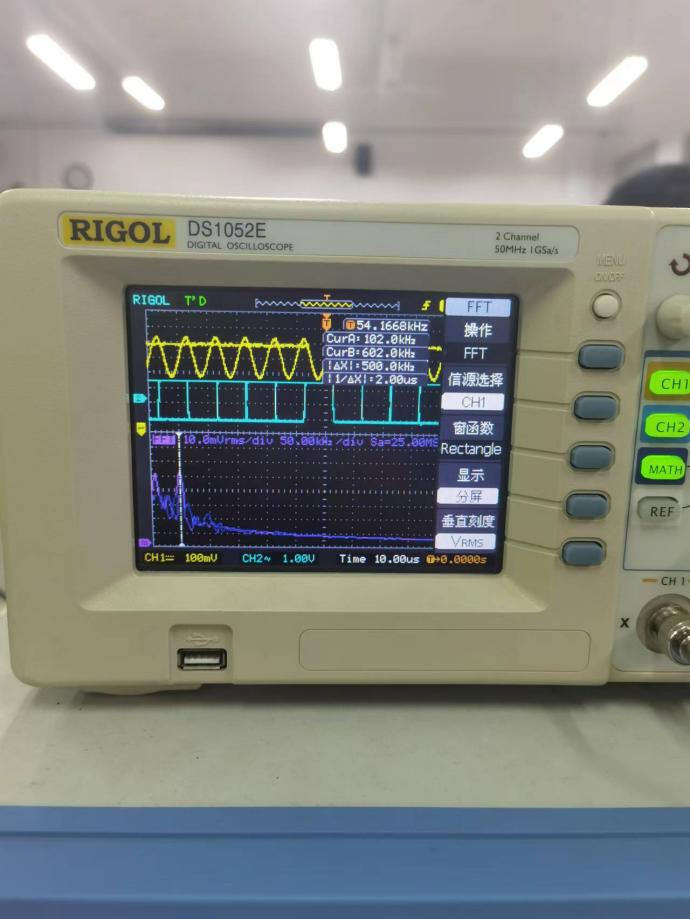 RIGOL DS1052E
DIGITAL OSCILLOSCOPE
2 Channel
50MHz 1GSa/s
MENU
ON/OFF
RIGOL T'D
FFT
54.1668kHz
操作
CurA: 102.0kHz
FFT
CurB: 602.0kHz
|ΔX|: 500.0kHz
信源选择
|1/ΔX|: 2.00us
CH1
窗函数
FFT 10.0mVrms/div 50.00kHz/div Sa=25.00MS
Rectangle
显示
分屏
垂直刻度
VRMS
CH1 100mV CH2~ 1.00V Time 10.00us 0.0000s
CH1
CH2
MATH
REF
CH 1
X